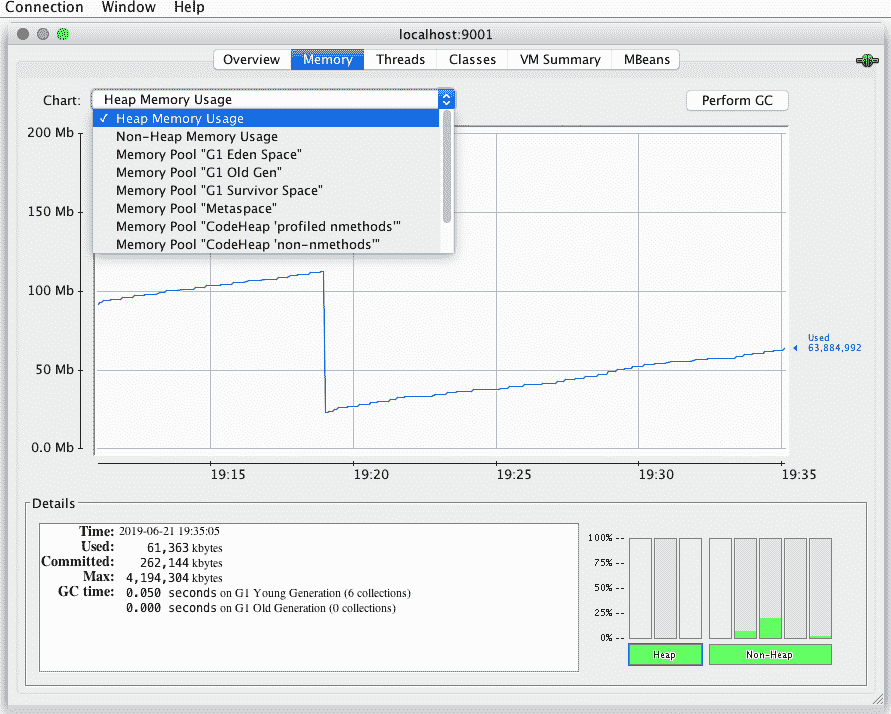 Connection Window Help
localhost:9001
Overview Memory Threads Classes VM Summary MBeans
Chart: Heap Memory Usage Perform GC
✓ Heap Memory Usage
Non-Heap Memory Usage
Memory Pool "G1 Eden Space"
Memory Pool "G1 Old Gen"
Memory Pool "G1 Survivor Space"
Memory Pool "Metaspace"
Memory Pool "CodeHeap 'profiled nmethods'"
Memory Pool "CodeHeap 'non-nmethods'"
200 Mb
150 Mb
100 Mb
50 Mb
0.0 Mb
Used
63,884,992
19:15 19:20 19:25 19:30 19:35
Details
Time: 2019-06-21 19:35:05
Used: 61,363 kbytes
Committed: 262,144 kbytes
Max: 4,194,304 kbytes
GC time: 0.050 seconds on G1 Young Generation (6 collections)
0.000 seconds on G1 Old Generation (0 collections)
100% --
75% --
50% --
25% --
0% --
Heap Non-Heap